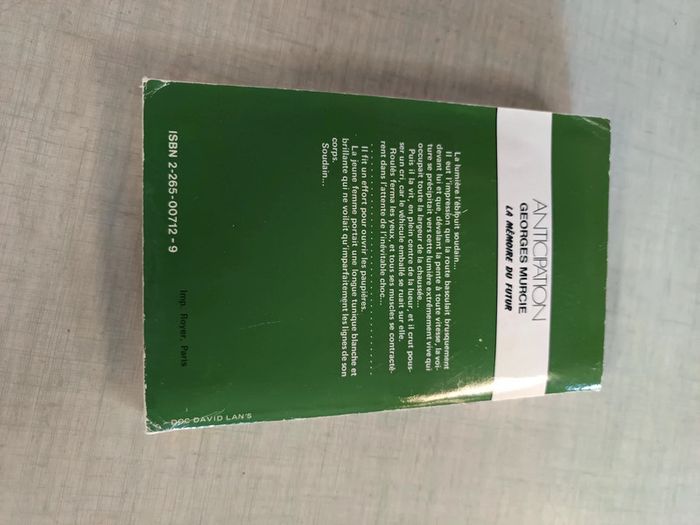 ANTICIPATION
GEORGES MURCIE
LA MÉMOIRE DU FUTUR
La lumière l'éblouit soudain...
Il eut l'impression que la route basculait brusquement
devant lui et que, dévalant la pente à toute vitesse, la voi-
ture se précipitait vers cette lumière extrêmement vive qui
occupait toute la largeur de la chaussée...
Puis il la vit, en plein centre de la lueur, et il crut pous-
ser un cri, car le véhicule emballé se ruait sur elle.
Roulès ferma les yeux, et tous ses muscles se contractè-
rent dans l'attente de l'inévitable choc...
Il fit un effort pour ouvrir les paupières.
La jeune femme portait une longue tunique blanche et
brillante qui ne voilait qu'imparfaitement les lignes de son
corps.
Soudain...
ISBN 2-265-00712-9
Imp. Royer, Paris
DOC DAVID LAN'S